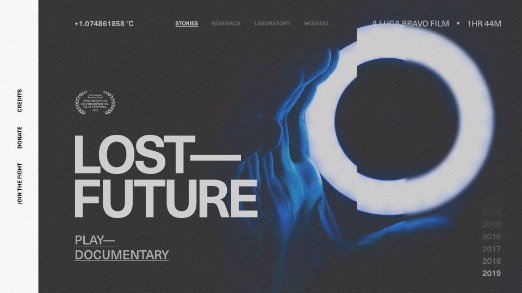 +1.074861858 °C
STORIES
RESEARCH
LABORATORY
MISSION
A LUCA BRAVO FILM • 1HR 44M
CREDITS
DONATE
JOIN THE FIGHT
LOST—
FUTURE
PLAY—
DOCUMENTARY
2014
2015
2016
2017
2018
2019